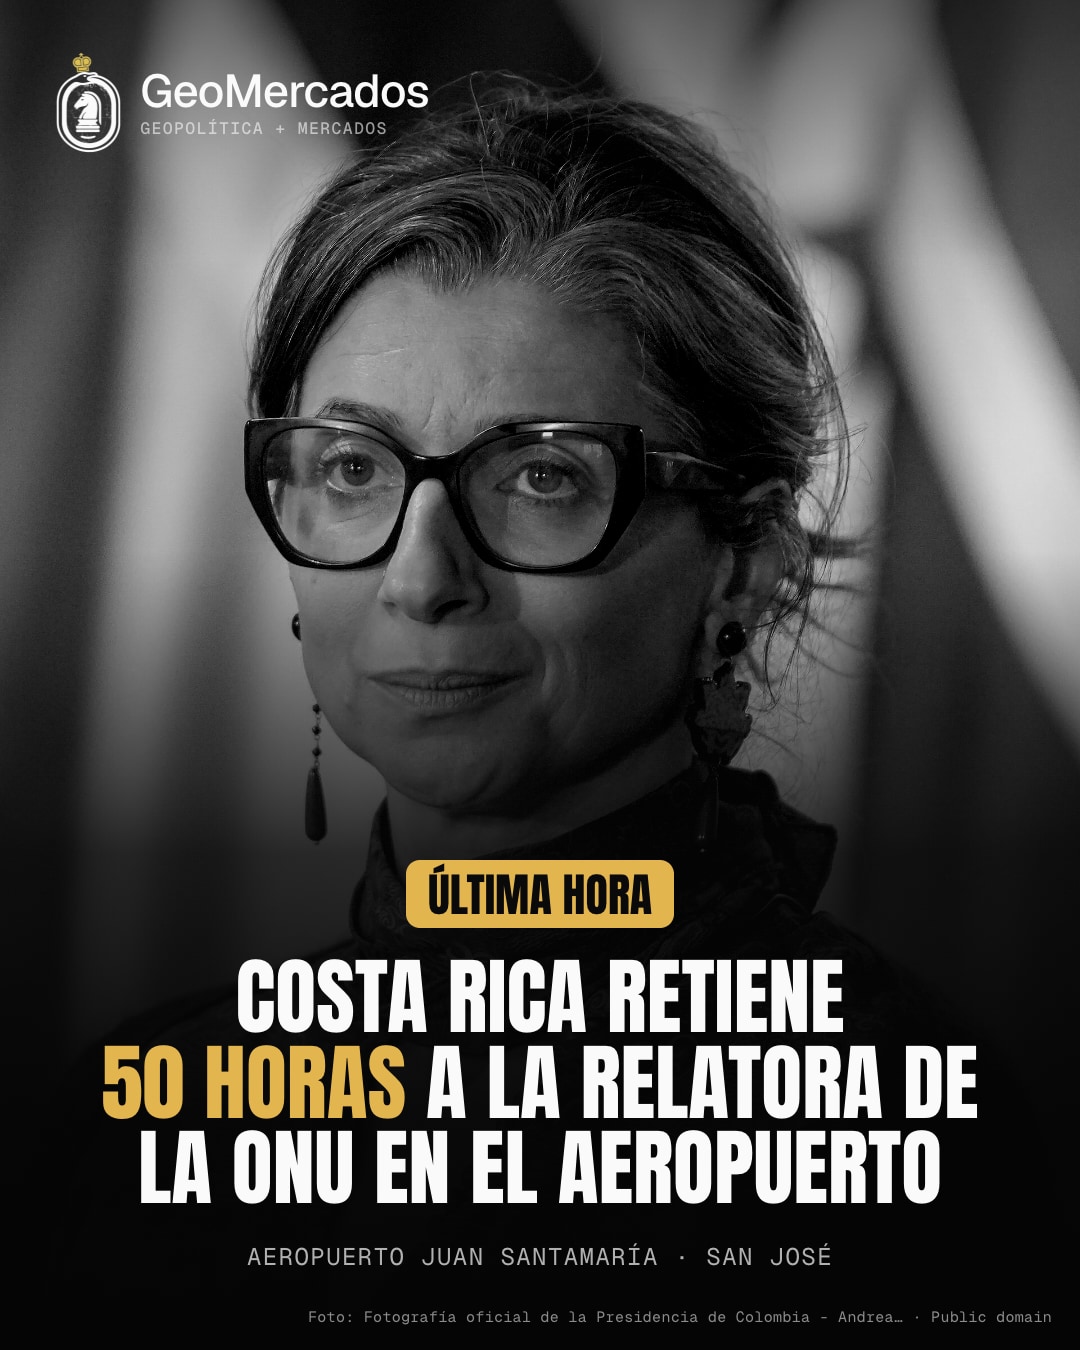 GeoMercados
GEOPOLÍTICA + MERCADOS
ÚLTIMA HORA
COSTA RICA RETIENE
50 HORAS A LA RELATORA DE
LA ONU EN EL AEROPUERTO
AEROPUERTO JUAN SANTAMARÍA · SAN JOSÉ
Foto: Fotografía oficial de la Presidencia de Colombia - Andrea… · Public domain